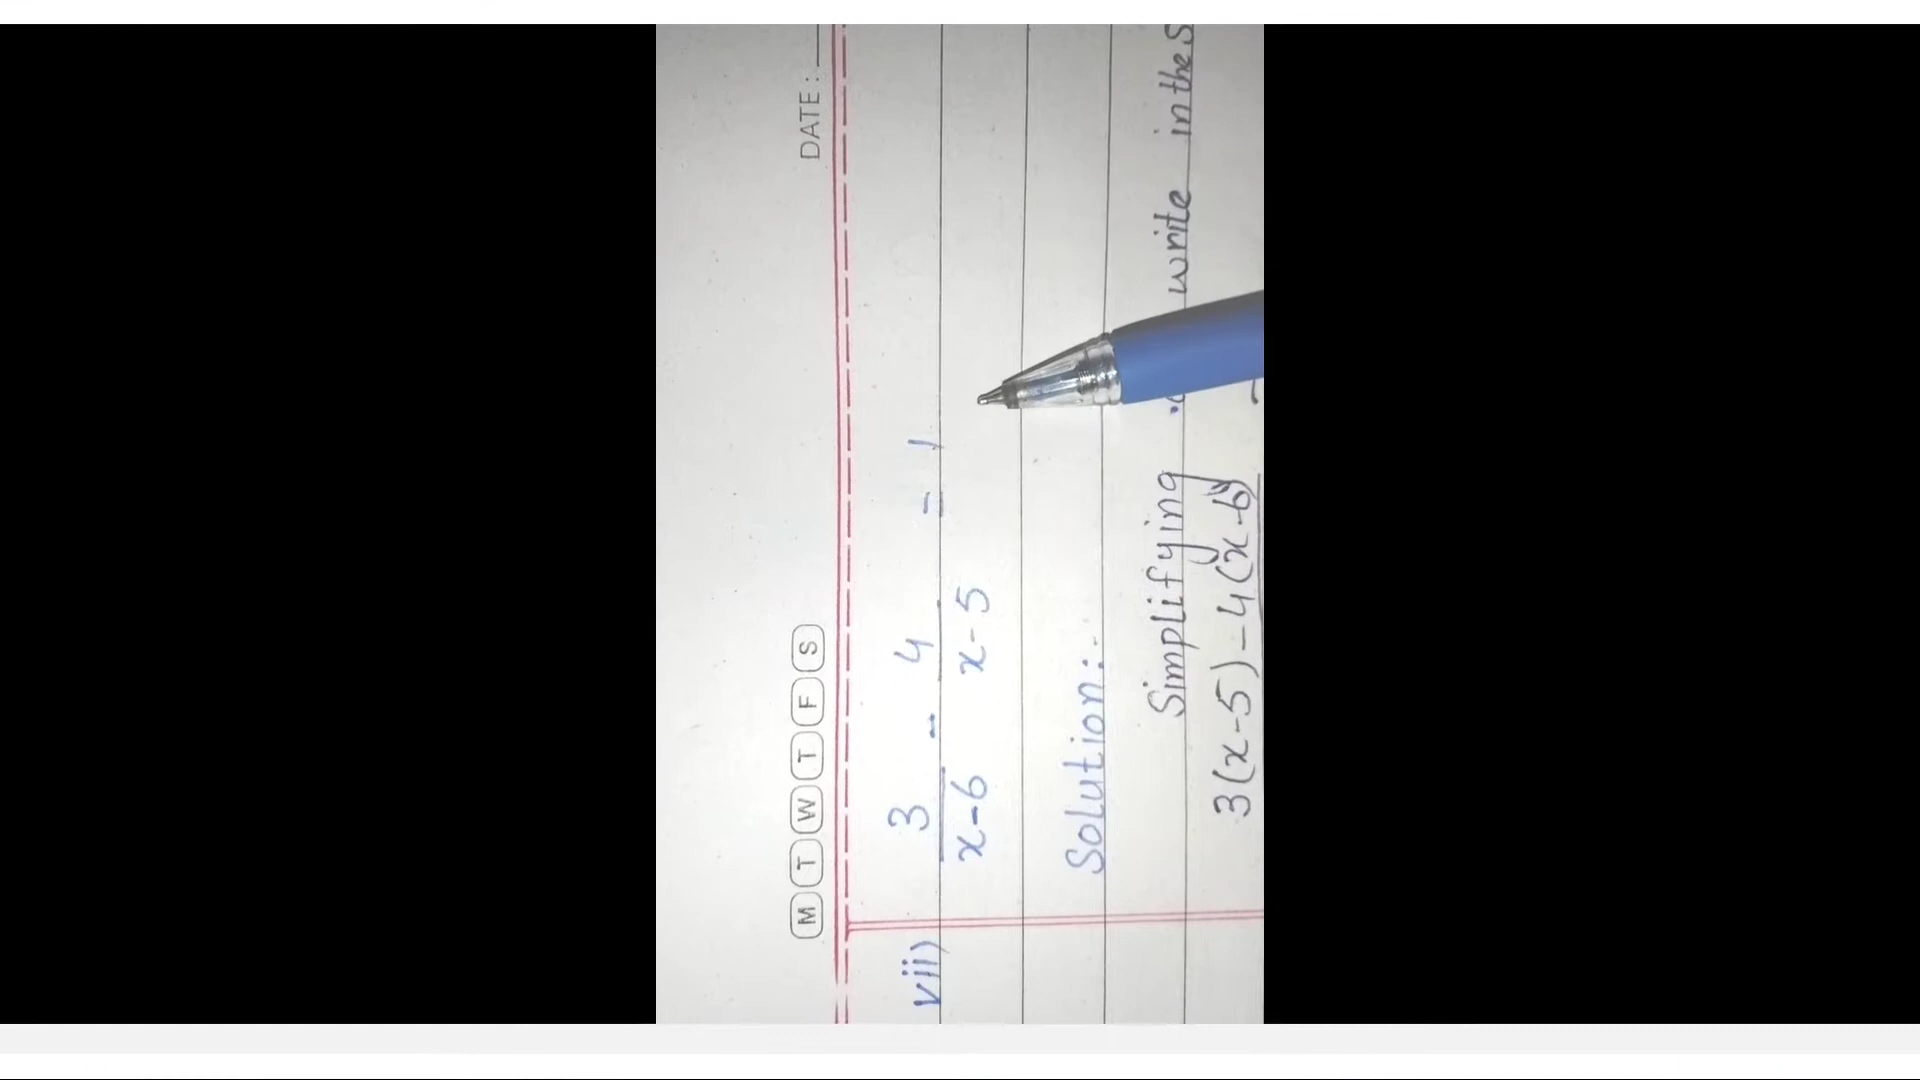 M T W T F S DATE:
vii) 3/x-6 - 4/x-5 = 1
Solution:-
Simplifying write in the S
3(x-5)-4(x-6)